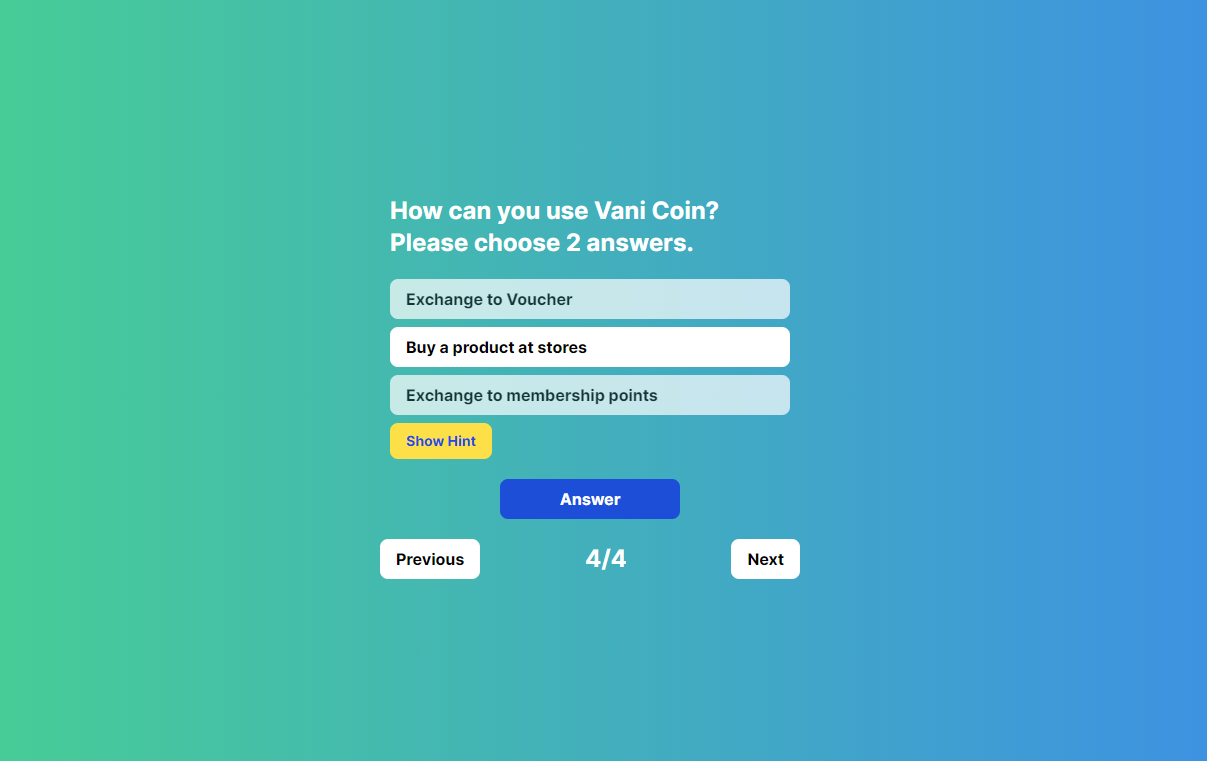 How can you use Vani Coin?
Please choose 2 answers.
Exchange to Voucher
Buy a product at stores
Exchange to membership points
Show Hint
Answer
Previous
4/4
Next